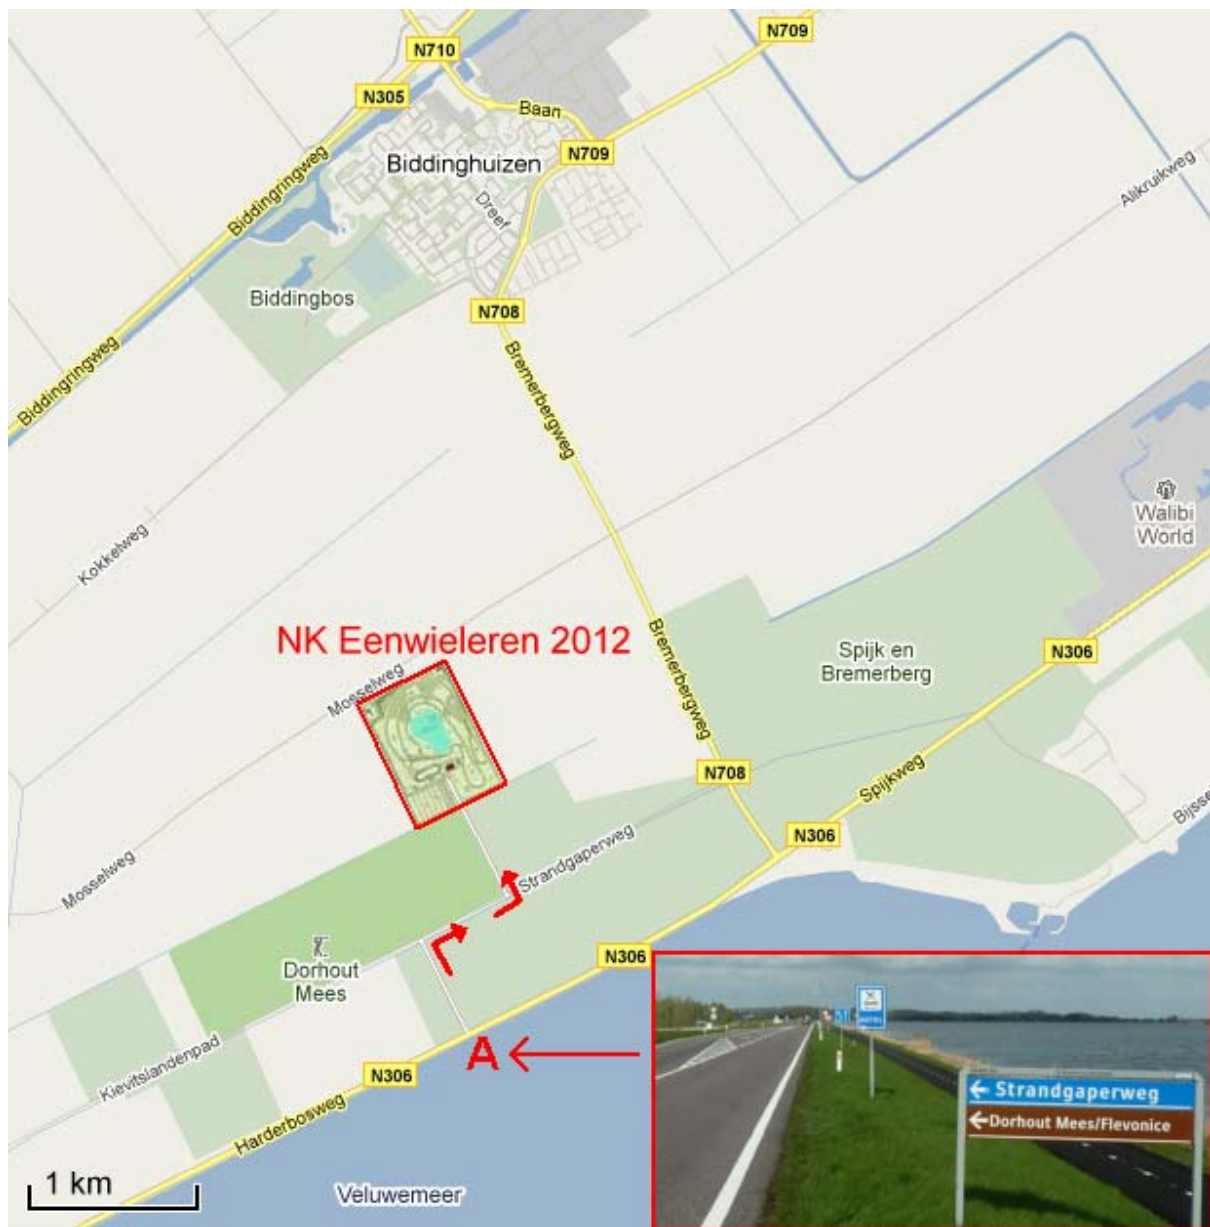 N709
N710
N305
Baan
Biddinghuizen
N709
Alikruikweg
Biddingringweg
Dreef
Biddingbos
N708
Biddingringweg
Bremerbergweg
Walibi
World
Kokkelweg
NK Eenwieleren 2012
Bremerbergweg
Spijk en
Bremerberg
N306
Mosselweg
N708
Spijkweg
N306
Strandgaperweg
Mosselweg
Dorhout
Mees
N306
A
N306
Kievitslandenpad
Harderbosweg
← Strandgaperweg
← Dorhout Mees/Flevonice
1 km
Veluwemeer